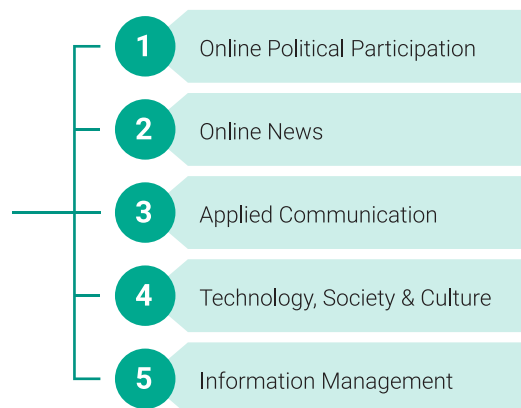 1 Online Political Participation
2 Online News
3 Applied Communication
4 Technology, Society & Culture
5 Information Management